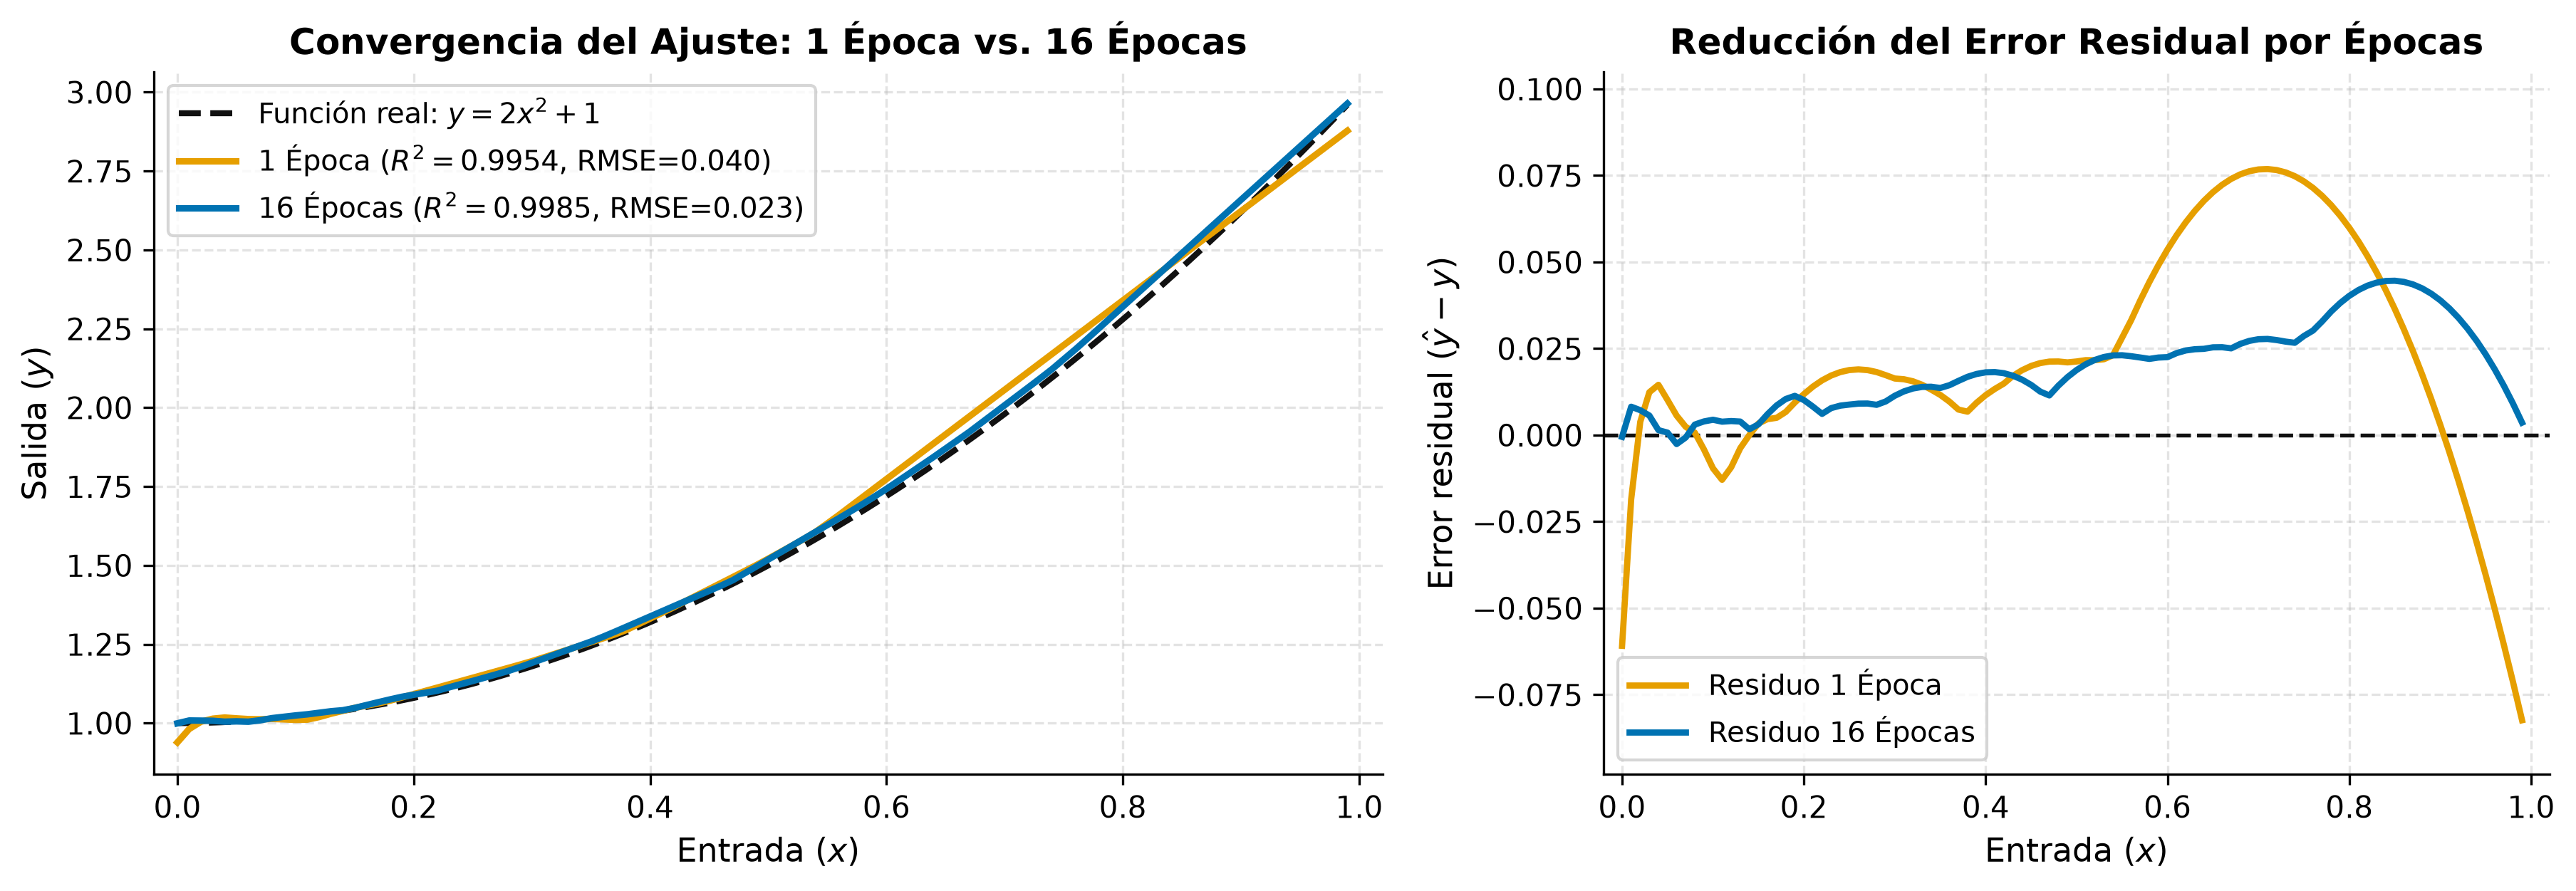 Convergencia del Ajuste: 1 Época vs. 16 Épocas
3.00
2.75
2.50
2.25
2.00
1.75
1.50
1.25
1.00
Salida (y)
Función real: y = 2x² + 1
1 Época (R² = 0.9954, RMSE=0.040)
16 Épocas (R² = 0.9985, RMSE=0.023)
0.0 0.2 0.4 0.6 0.8 1.0
Entrada (x)
Reducción del Error Residual por Épocas
0.100
0.075
0.050
0.025
0.000
−0.025
−0.050
−0.075
Error residual (ŷ − y)
Residuo 1 Época
Residuo 16 Épocas
0.0 0.2 0.4 0.6 0.8 1.0
Entrada (x)